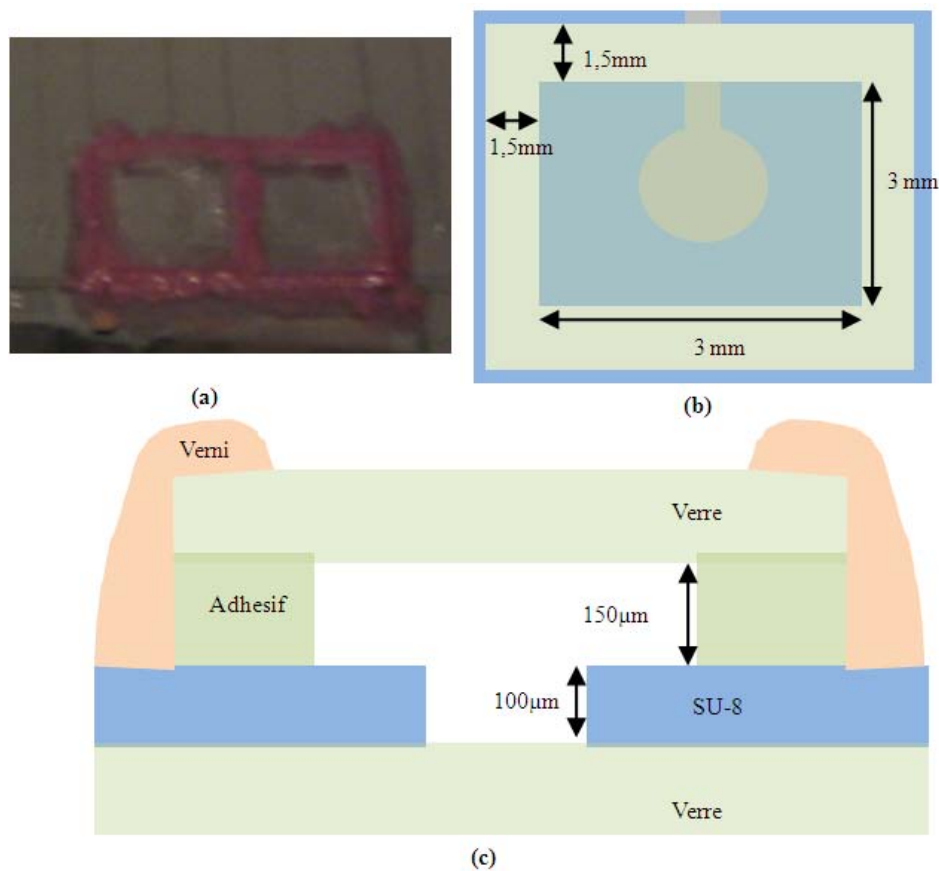 1,5mm
1,5mm
3 mm
3 mm
(a)
(b)
Verni
Verre
Adhesif
150µm
100µm
SU-8
Verre
(c)